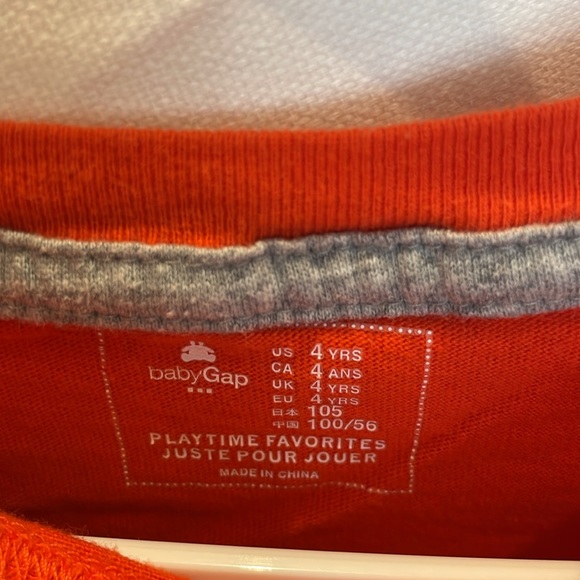 babyGap
US 4 YRS
CA 4 ANS
UK 4 YRS
EU 4 YRS
日本 105
中国 100/56
PLAYTIME FAVORITES
JUSTE POUR JOUER
MADE IN CHINA